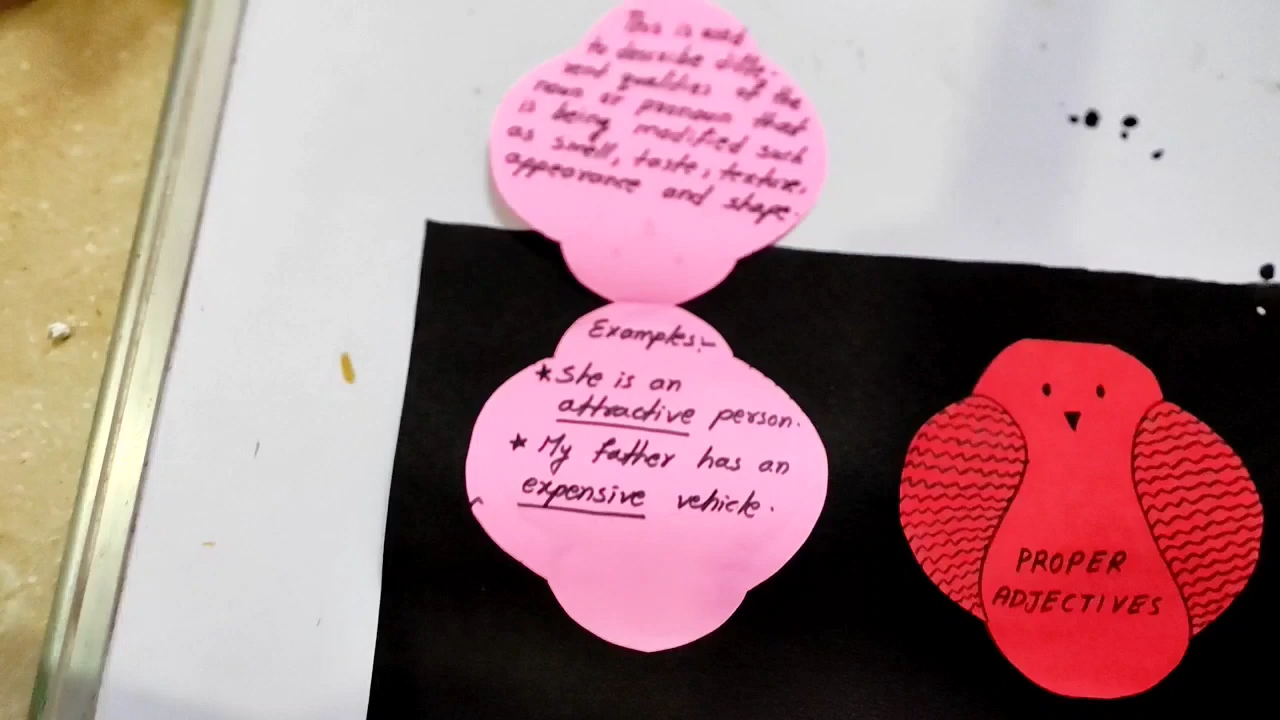 This is used
to describe diffe-
rent qualities of the
noun or pronoun that
is being modified such
as smell, taste, texture,
appearance and shape.
Examples:-
* She is an
attractive person.
* My father has an
expensive vehicle.
PROPER
ADJECTIVES